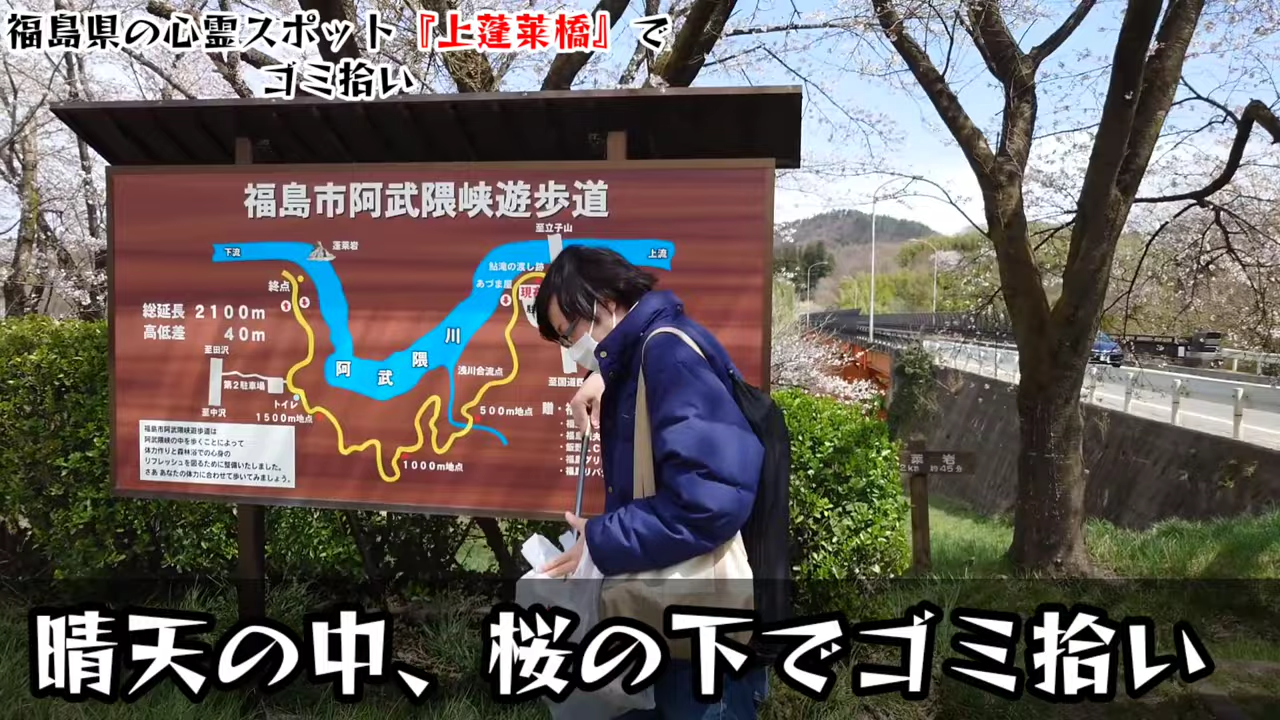 福島県の心霊スポット『上蓬莱橋』で
ゴミ拾い
福島市阿武隈峡遊歩道
至立子山
下流
蓬莱岩
上流
鮎滝の渡し跡
終点
あづま屋
総延長 2100m
高低差 40m
阿武隈川
至田沢
浅川会流点
第2駐車場
トイレ
至中沢
1500m地点
500m地点
1000m地点
福島市阿武隈峡遊歩道は
阿武隈峡の中を歩くことによって
体力作りと森林浴での心身の
リフレッシュを図るために整備いたしました。
さあ あなたの体力に合わせて歩いてみましょう。
約45分
晴天の中、桜の下でゴミ拾い